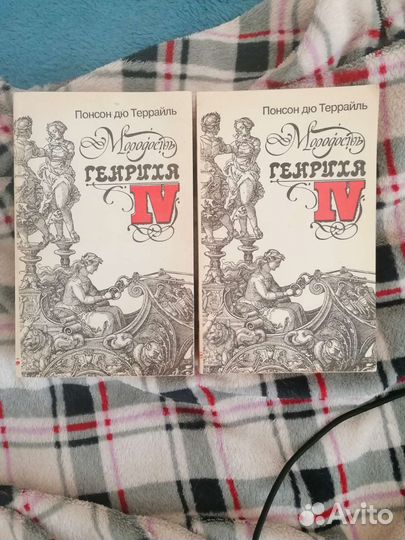 Понсон дю Террайль
Молодость
ГЕНРИХА
IV
Понсон дю Террайль
Молодость
ГЕНРИХА
IV
Avito